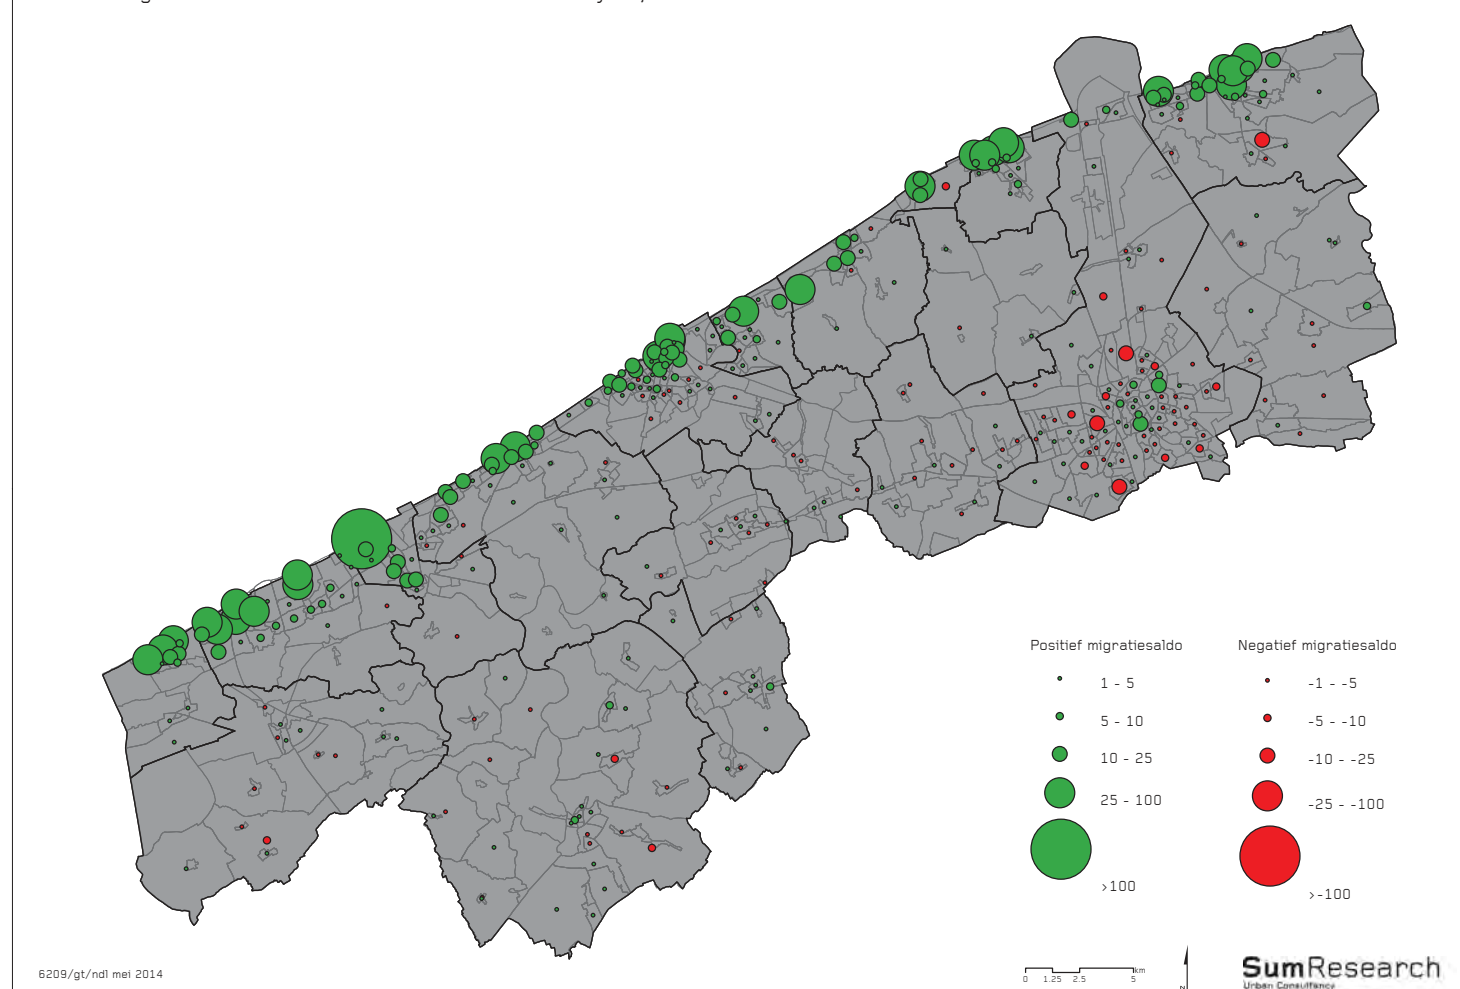 Positief migratiesaldo
1 - 5
5 - 10
10 - 25
25 - 100
>100
Negatief migratiesaldo
-1 - -5
-5 - -10
-10 - -25
-25 - -100
>-100
6209/gt/ndl mei 2014
km
0 1.25 2.5 5
N
SumResearch
Urban Consultancy